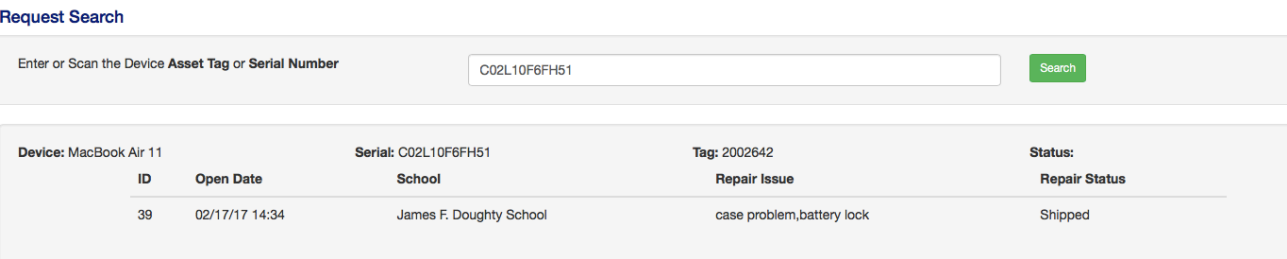 Request Search
Enter or Scan the Device Asset Tag or Serial Number C02L10F6FH51 Search
Device: MacBook Air 11 Serial: C02L10F6FH51 Tag: 2002642 Status:
ID Open Date School Repair Issue Repair Status
39 02/17/17 14:34 James F. Doughty School case problem,battery lock Shipped